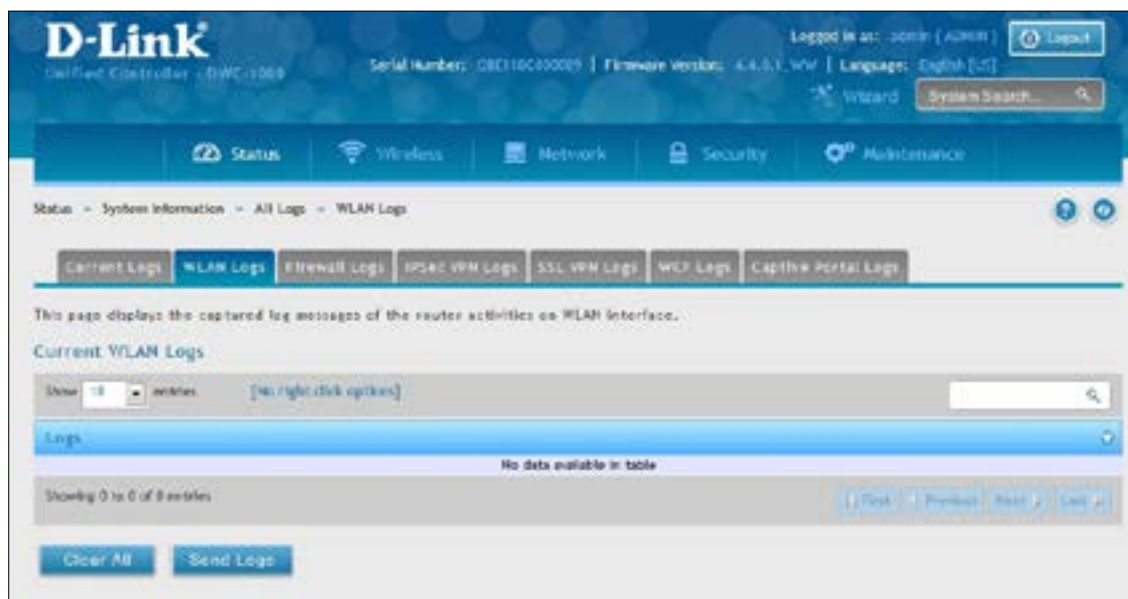 D-Link
Unified Controller - DWC-1000
Logged in as: admin ( ADMIN )
Logout
Serial Number: | Firmware Version: 4.4.0.1_WW | Language: English [US]
Wizard
System Search...
Status
Wireless
Network
Security
Maintenance
Status » System Information » All Logs » WLAN Logs
Current Logs
WLAN Logs
Firewall Logs
IPSec VPN Logs
SSL VPN Logs
WCF Logs
Captive Portal Logs
This page displays the captured log messages of the router activities on WLAN interface.
Current WLAN Logs
Show 10 entries
[No right click options]
Logs
No data available in table
Showing 0 to 0 of 0 entries
First
Previous
Next
Last
Clear All
Send Logs